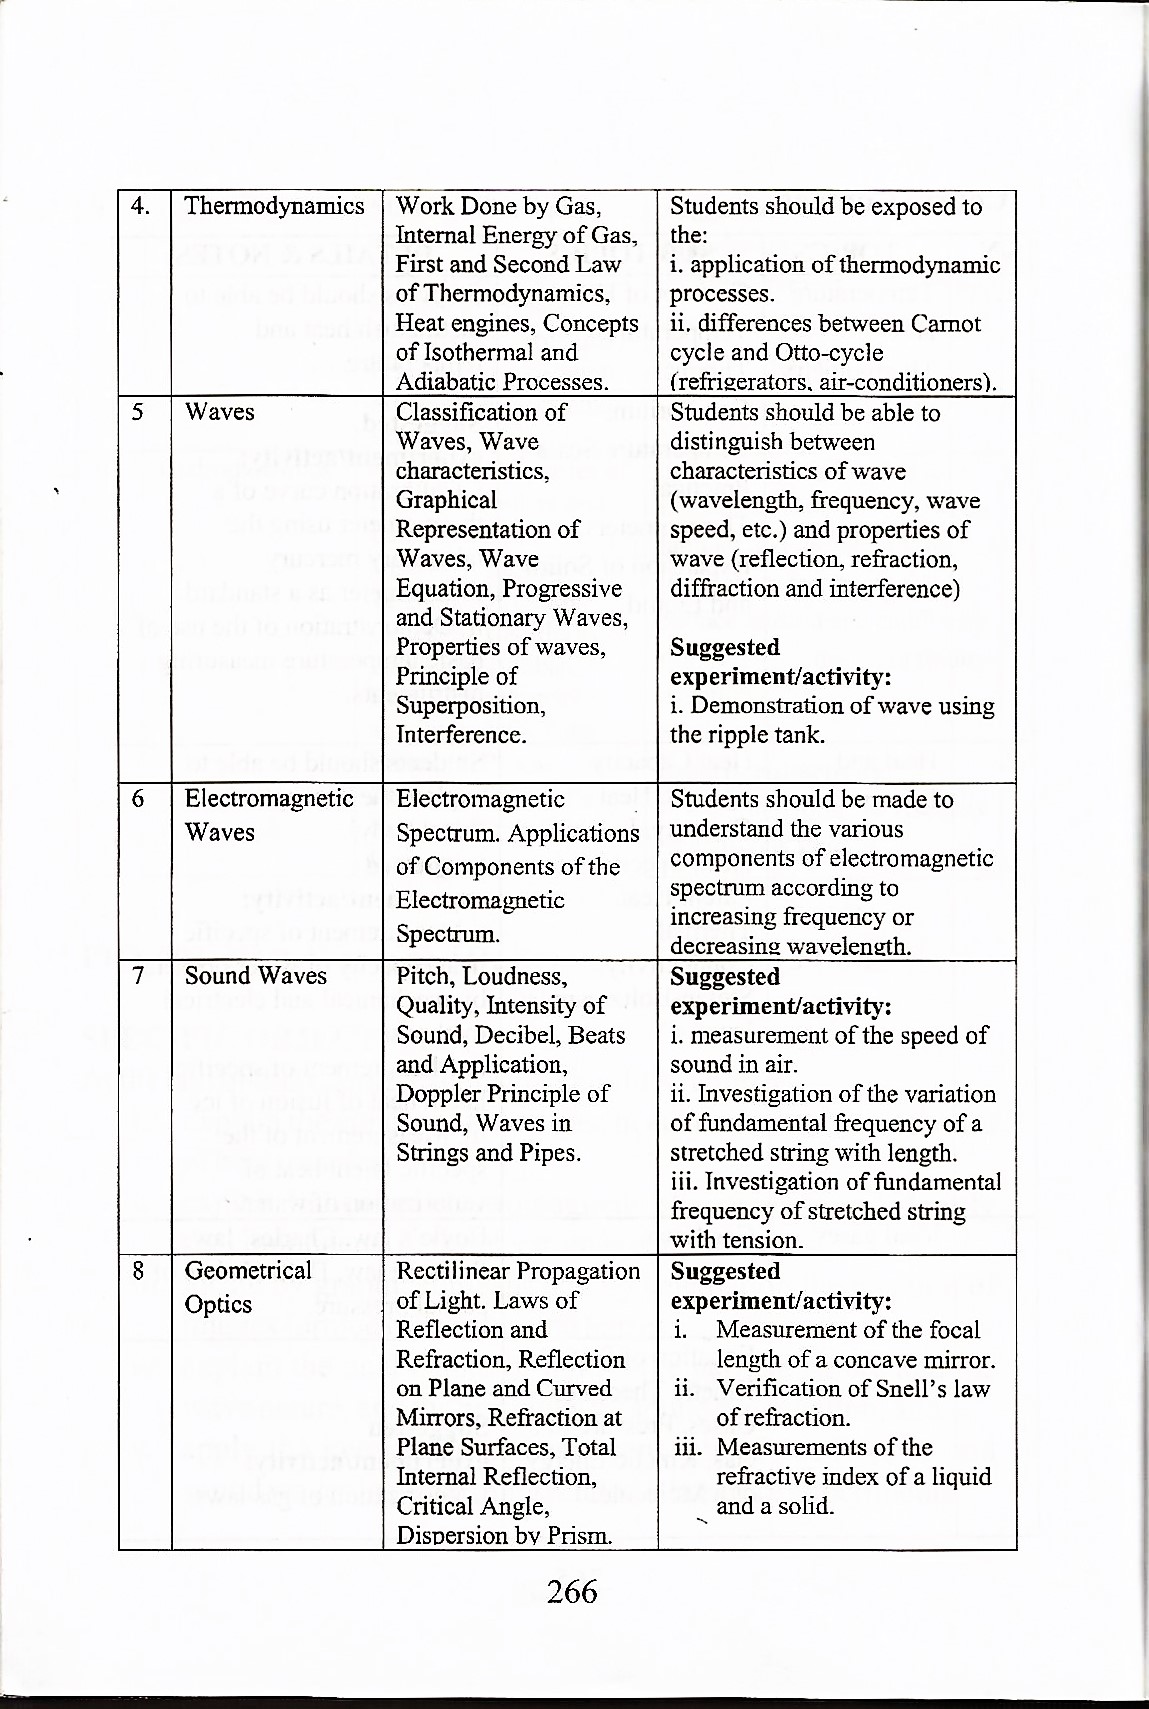 4.
Thermodynamics
Work Done by Gas,
Internal Energy of Gas,
First and Second Law
of Thermodynamics,
Heat engines, Concepts
of Isothermal and
Adiabatic Processes.
Students should be exposed to
the:
i. application of thermodynamic
processes.
ii. differences between Carnot
cycle and Otto-cycle
(refrigerators, air-conditioners).
5
Waves
Classification of
Waves, Wave
characteristics,
Graphical
Representation of
Waves, Wave
Equation, Progressive
and Stationary Waves,
Properties of waves,
Principle of
Superposition,
Interference.
Students should be able to
distinguish between
characteristics of wave
(wavelength, frequency, wave
speed, etc.) and properties of
wave (reflection, refraction,
diffraction and interference)
Suggested
experiment/activity:
i. Demonstration of wave using
the ripple tank.
6
Electromagnetic
Waves
Electromagnetic
Spectrum. Applications
of Components of the
Electromagnetic
Spectrum.
Students should be made to
understand the various
components of electromagnetic
spectrum according to
increasing frequency or
decreasing wavelength.
7
Sound Waves
Pitch, Loudness,
Quality, Intensity of
Sound, Decibel, Beats
and Application,
Doppler Principle of
Sound, Waves in
Strings and Pipes.
Suggested
experiment/activity:
i. measurement of the speed of
sound in air.
ii. Investigation of the variation
of fundamental frequency of a
stretched string with length.
iii. Investigation of fundamental
frequency of stretched string
with tension.
8
Geometrical
Optics
Rectilinear Propagation
of Light. Laws of
Reflection and
Refraction, Reflection
on Plane and Curved
Mirrors, Refraction at
Plane Surfaces, Total
Internal Reflection,
Critical Angle,
Dispersion by Prism.
Suggested
experiment/activity:
i. Measurement of the focal
length of a concave mirror.
ii. Verification of Snell's law
of refraction.
iii. Measurements of the
refractive index of a liquid
and a solid.
266